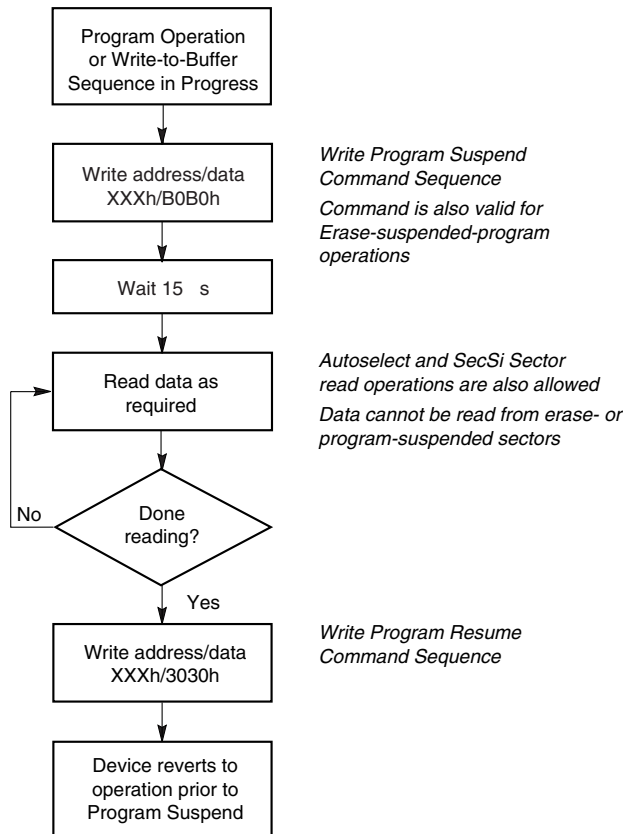 Program Operation
or Write-to-Buffer
Sequence in Progress
Write address/data
XXXh/B0B0h
Write Program Suspend
Command Sequence
Command is also valid for
Erase-suspended-program
operations
Wait 15 s
Read data as
required
Autoselect and SecSi Sector
read operations are also allowed
Data cannot be read from erase- or
program-suspended sectors
No
Done
reading?
Yes
Write address/data
XXXh/3030h
Write Program Resume
Command Sequence
Device reverts to
operation prior to
Program Suspend